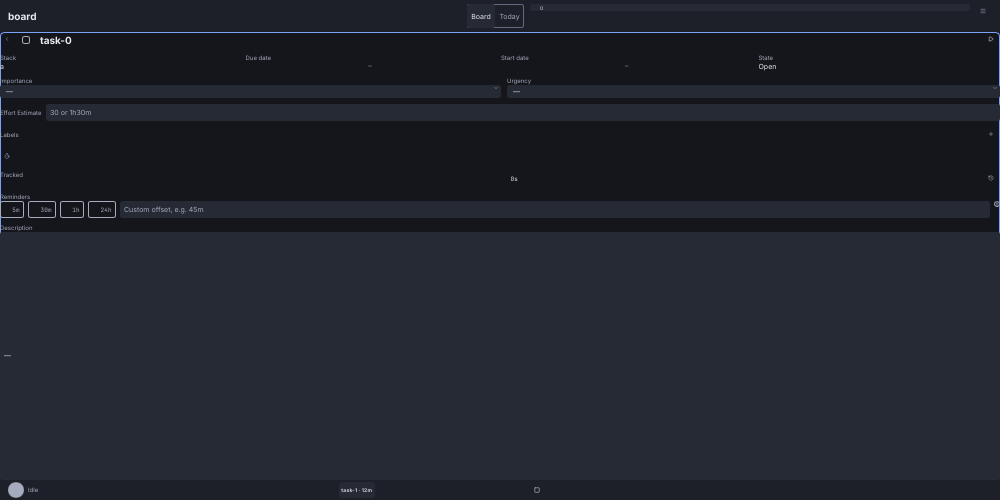 board
Board Today
0
task-0
Stack Due date Start date State
a – – Open
Importance Urgency
— —
Effort Estimate 30 or 1h30m
Labels
+
Tracked
0s
Reminders
5m 30m 1h 24h Custom offset, e.g. 45m
Description
—
Idle task-1 · 12m